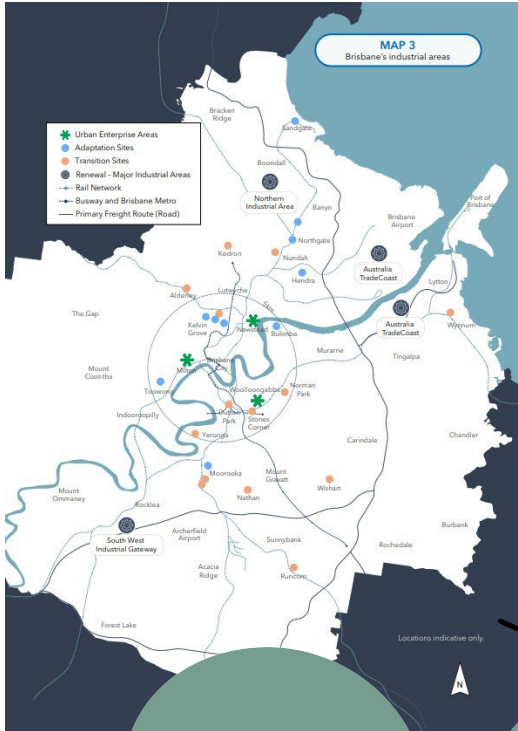 MAP 3
Brisbane's industrial areas
Urban Enterprise Areas
Adaptation Sites
Transition Sites
Renewal - Major Industrial Areas
Rail Network
Busway and Brisbane Metro
Primary Freight Route (Road)
Bracken
Ridge
Sandgate
Boondall
Northern
Industrial Area
Banyo
Port of
Brisbane
Brisbane
Airport
Northgate
Kedron
Nundah
Hendra
Australia
TradeCoast
Lytton
Alderley
Lutwyche
The Gap
Kelvin
Grove
Newstead
Bulimba
Australia
TradeCoast
Wynnum
Murarrie
Tingalpa
Mount
Coot-tha
Milton
Brisbane
City
Toowong
Woolloongabba
Norman
Park
Indooroopilly
Dutton
Park
Stones
Corner
Yeronga
Carindale
Chandler
Moorooka
Mount
Gravatt
Mount
Ommaney
Nathan
Wishart
Rocklea
South West
Industrial Gateway
Archerfield
Airport
Sunnybank
Burbank
Rochedale
Acacia
Ridge
Runcorn
Forest Lake
Locations indicative only.
N